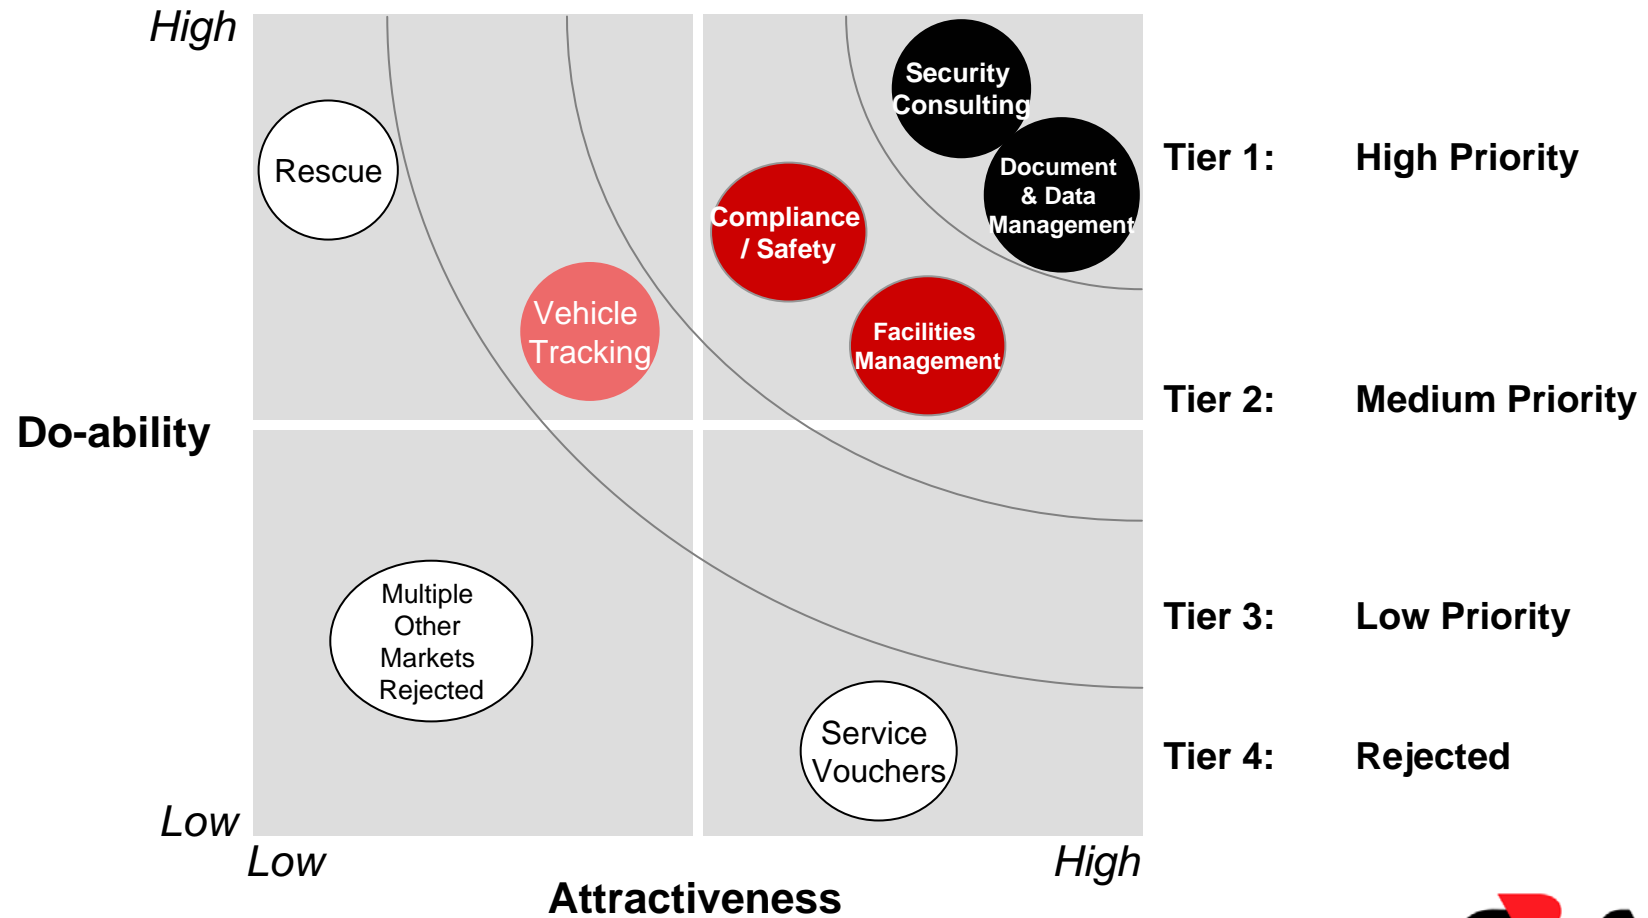 High
Security
Consulting
Document
& Data
Management
Tier 1: High Priority
Rescue
Compliance
/ Safety
Vehicle
Tracking
Facilities
Management
Tier 2: Medium Priority
Do-ability
Multiple
Other
Markets
Rejected
Tier 3: Low Priority
Service
Vouchers
Tier 4: Rejected
Low
Low
High
Attractiveness